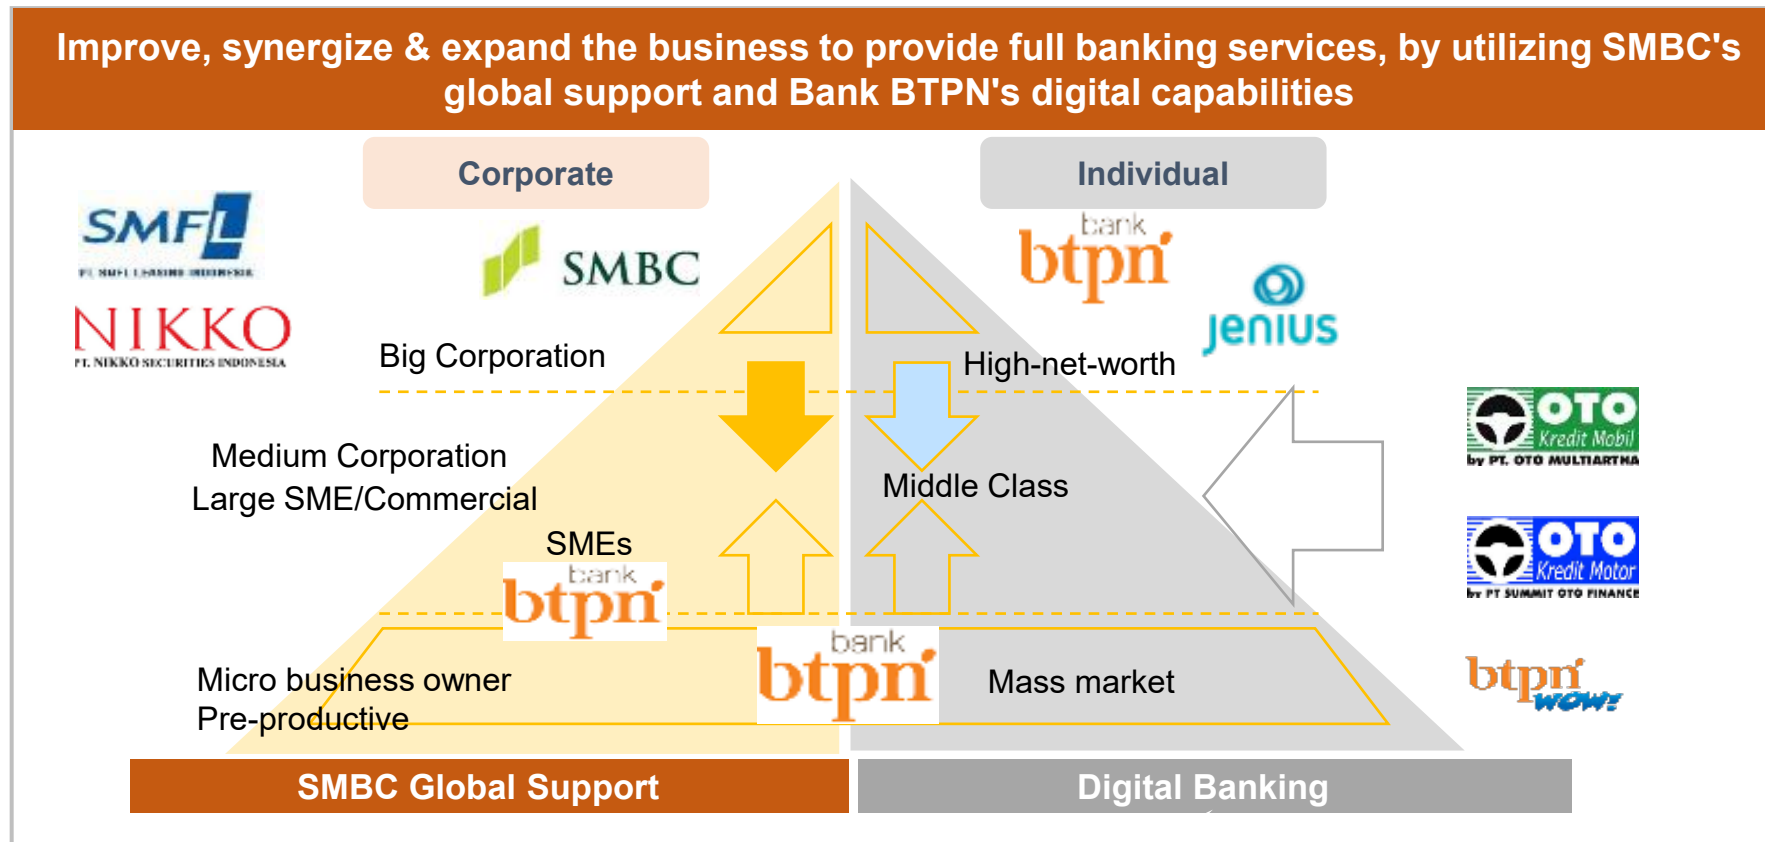 Improve, synergize & expand the business to provide full banking services, by utilizing SMBC's
global support and Bank BTPN's digital capabilities
Corporate
Individual
SMFL
PT. SMFL LEASING INDONESIA
NIKKO
PT. NIKKO SECURITIES INDONESIA
SMBC
bank
btpn
jenius
Big Corporation
High-net-worth
Medium Corporation
Large SME/Commercial
Middle Class
SMEs
bank
btpn
OTO
Kredit Mobil
by PT. OTO MULTIARTHA
OTO
Kredit Motor
by PT SUMMIT OTO FINANCE
Micro business owner
Pre-productive
bank
btpn
Mass market
btpn
WOW!
SMBC Global Support
Digital Banking